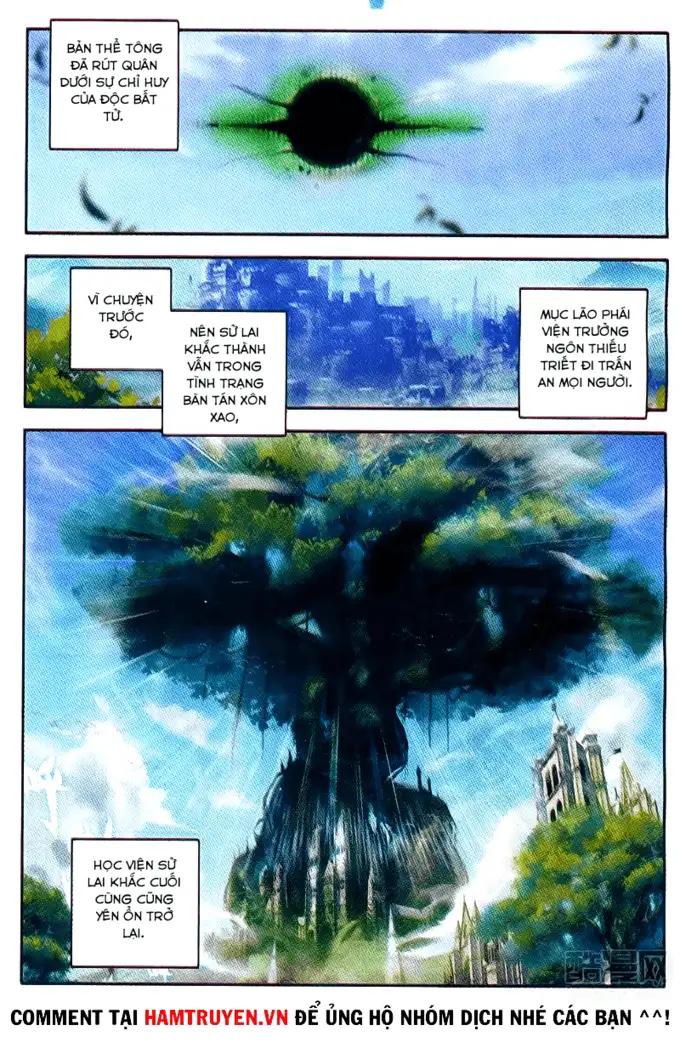 BẢN THỂ TÔNG
ĐÃ RÚT QUÂN
DƯỚI SỰ CHỈ HUY
CỦA ĐỘC BẤT
TỬ.
VÌ CHUYỆN
TRƯỚC
ĐÓ,
NÊN SỬ LAI
KHẮC THÀNH
VẪN TRONG
TÌNH TRẠNG
BÀN TÁN XÔN
XAO,
MỤC LÃO PHÁI
VIỆN TRƯỞNG
NGÔN THIẾU
TRIẾT ĐI TRẤN
AN MỌI NGƯỜI.
HỌC VIỆN SỬ
LAI KHẮC CUỐI
CÙNG CŨNG
YÊN ỔN TRỞ
LẠI.
酷是网
COMMENT TẠI HAMTRUYEN.VN ĐỂ ỦNG HỘ NHÓM DỊCH NHÉ CÁC BẠN ^^!